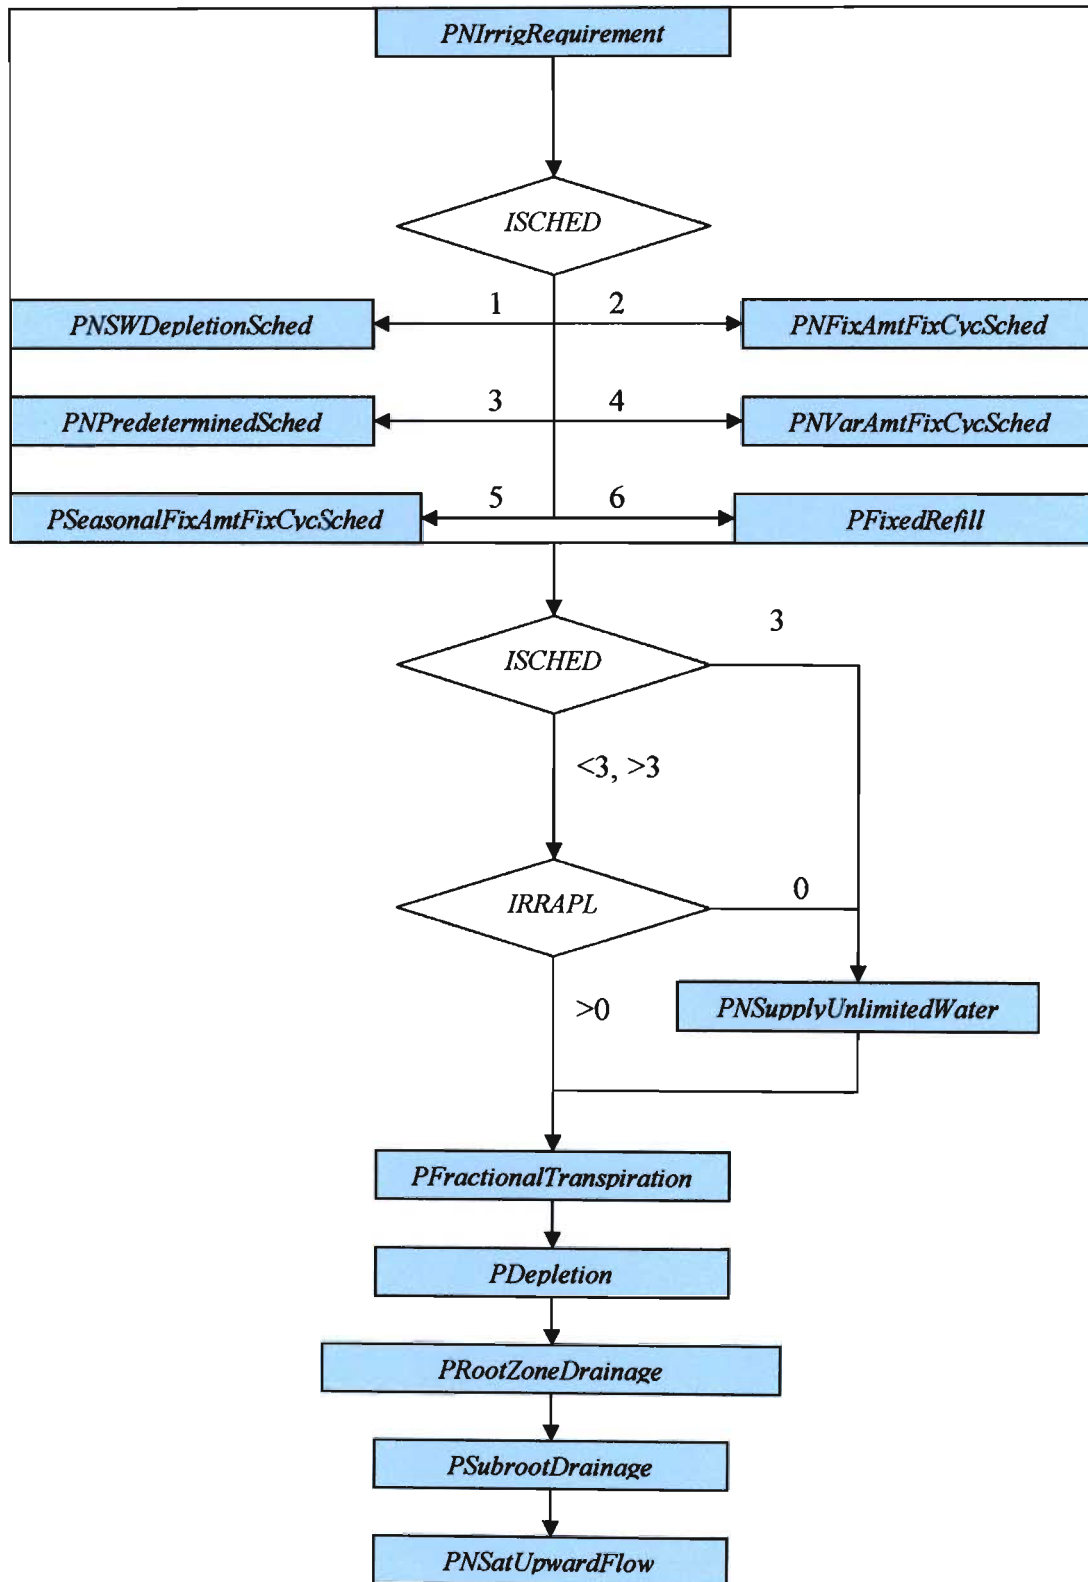 PNIrrigRequirement
ISCHED
1 2
PNSWDepletionSched PNFixAmtFixCycSched
3 4
PNPredeterminedSched PNVarAmtFixCycSched
5 6
PSeasonalFixAmtFixCycSched PFixedRefill
3
ISCHED
<3, >3
0
IRRAPL
>0
PNSupplyUnlimitedWater
PFractionalTranspiration
PDepletion
PRootZoneDrainage
PSubrootDrainage
PNSatUpwardFlow